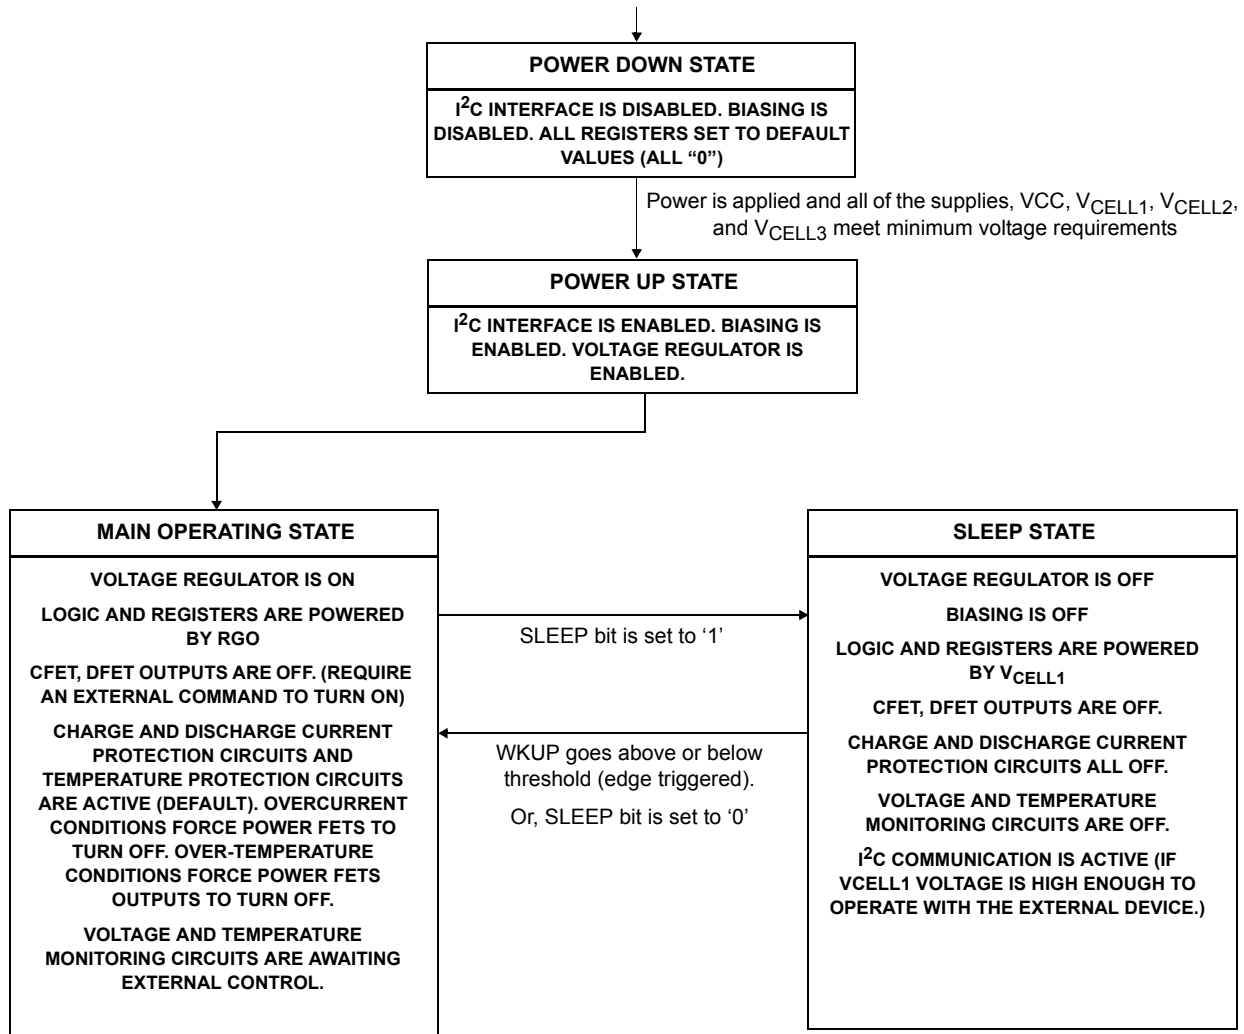 POWER DOWN STATE
I2C INTERFACE IS DISABLED. BIASING IS
DISABLED. ALL REGISTERS SET TO DEFAULT
VALUES (ALL “0”)
Power is applied and all of the supplies, VCC, VCELL1, VCELL2,
and VCELL3 meet minimum voltage requirements
POWER UP STATE
I2C INTERFACE IS ENABLED. BIASING IS
ENABLED. VOLTAGE REGULATOR IS
ENABLED.
MAIN OPERATING STATE
VOLTAGE REGULATOR IS ON
LOGIC AND REGISTERS ARE POWERED
BY RGO
CFET, DFET OUTPUTS ARE OFF. (REQUIRE
AN EXTERNAL COMMAND TO TURN ON)
CHARGE AND DISCHARGE CURRENT
PROTECTION CIRCUITS AND
TEMPERATURE PROTECTION CIRCUITS
ARE ACTIVE (DEFAULT). OVERCURRENT
CONDITIONS FORCE POWER FETS TO
TURN OFF. OVER-TEMPERATURE
CONDITIONS FORCE POWER FETS
OUTPUTS TO TURN OFF.
VOLTAGE AND TEMPERATURE
MONITORING CIRCUITS ARE AWAITING
EXTERNAL CONTROL.
SLEEP bit is set to ‘1’
WKUP goes above or below
threshold (edge triggered).
Or, SLEEP bit is set to ‘0’
SLEEP STATE
VOLTAGE REGULATOR IS OFF
BIASING IS OFF
LOGIC AND REGISTERS ARE POWERED
BY VCELL1
CFET, DFET OUTPUTS ARE OFF.
CHARGE AND DISCHARGE CURRENT
PROTECTION CIRCUITS ALL OFF.
VOLTAGE AND TEMPERATURE
MONITORING CIRCUITS ARE OFF.
I2C COMMUNICATION IS ACTIVE (IF
VCELL1 VOLTAGE IS HIGH ENOUGH TO
OPERATE WITH THE EXTERNAL DEVICE.)